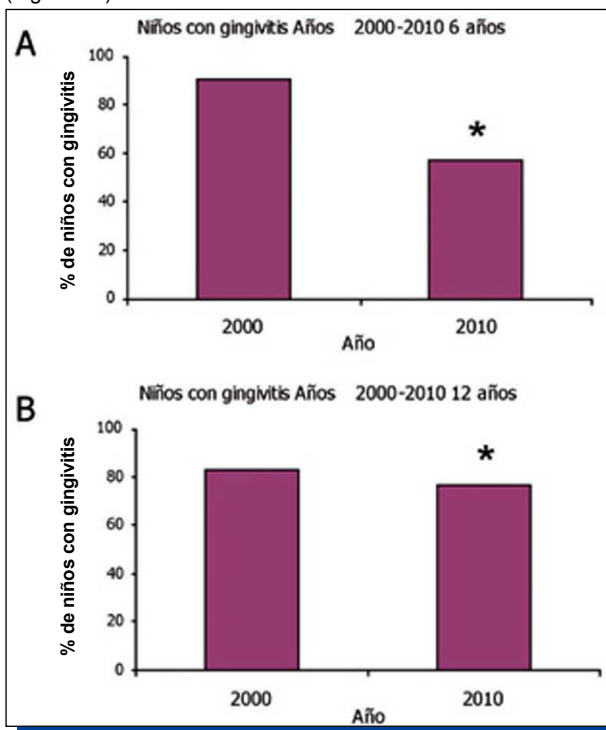 A
Niños con gingivitis Años 2000-2010 6 años
% de niños con gingivitis
100
80
60
40
20
0
*
2000 2010
Año
B
Niños con gingivitis Años 2000-2010 12 años
% de niños con gingivitis
100
80
60
40
20
0
*
2000 2010
Año